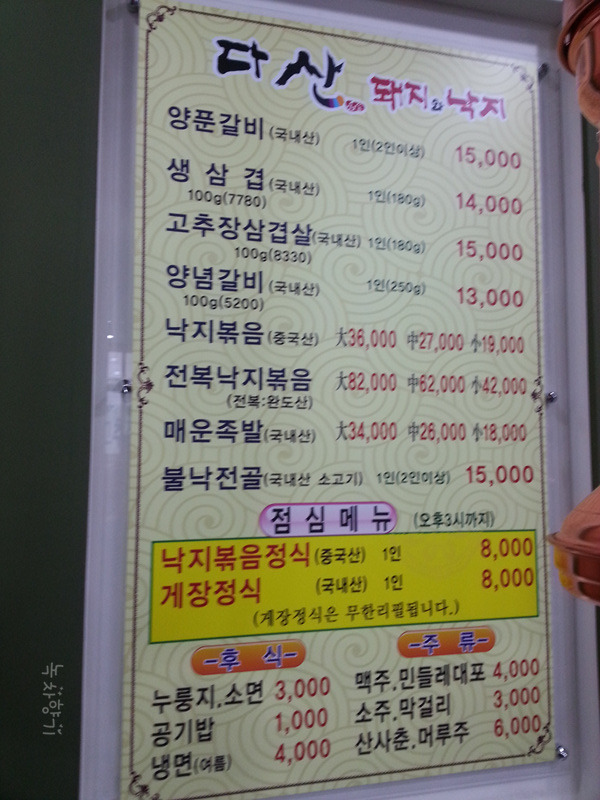 다산 돼지와 낙지
양푼갈비(국내산) 1인(2인이상) 15,000
생 삼 겹(국내산) 1인(180g) 14,000
100g(7780)
고추장삼겹살(국내산) 1인(180g) 15,000
100g(8330)
양념갈비(국내산) 1인(250g) 13,000
100g(5200)
낙지볶음(중국산) 大36,000 中27,000 小19,000
전복낙지볶음 大82,000 中62,000 小42,000
(전복:완도산)
매운족발(국내산) 大34,000 中26,000 小18,000
불낙전골(국내산 소고기) 1인(2인이상) 15,000
점 심 메 뉴 (오후3시까지)
낙지볶음정식(중국산) 1인 8,000
게장정식 (국내산) 1인 8,000
(게장정식은 무한리필됩니다.)
-후 식-
누룽지.소면 3,000
공기밥 1,000
냉면(여름) 4,000
-주 류-
맥주.민들레대포 4,000
소주.막걸리 3,000
산사춘.머루주 6,000
녹차향기